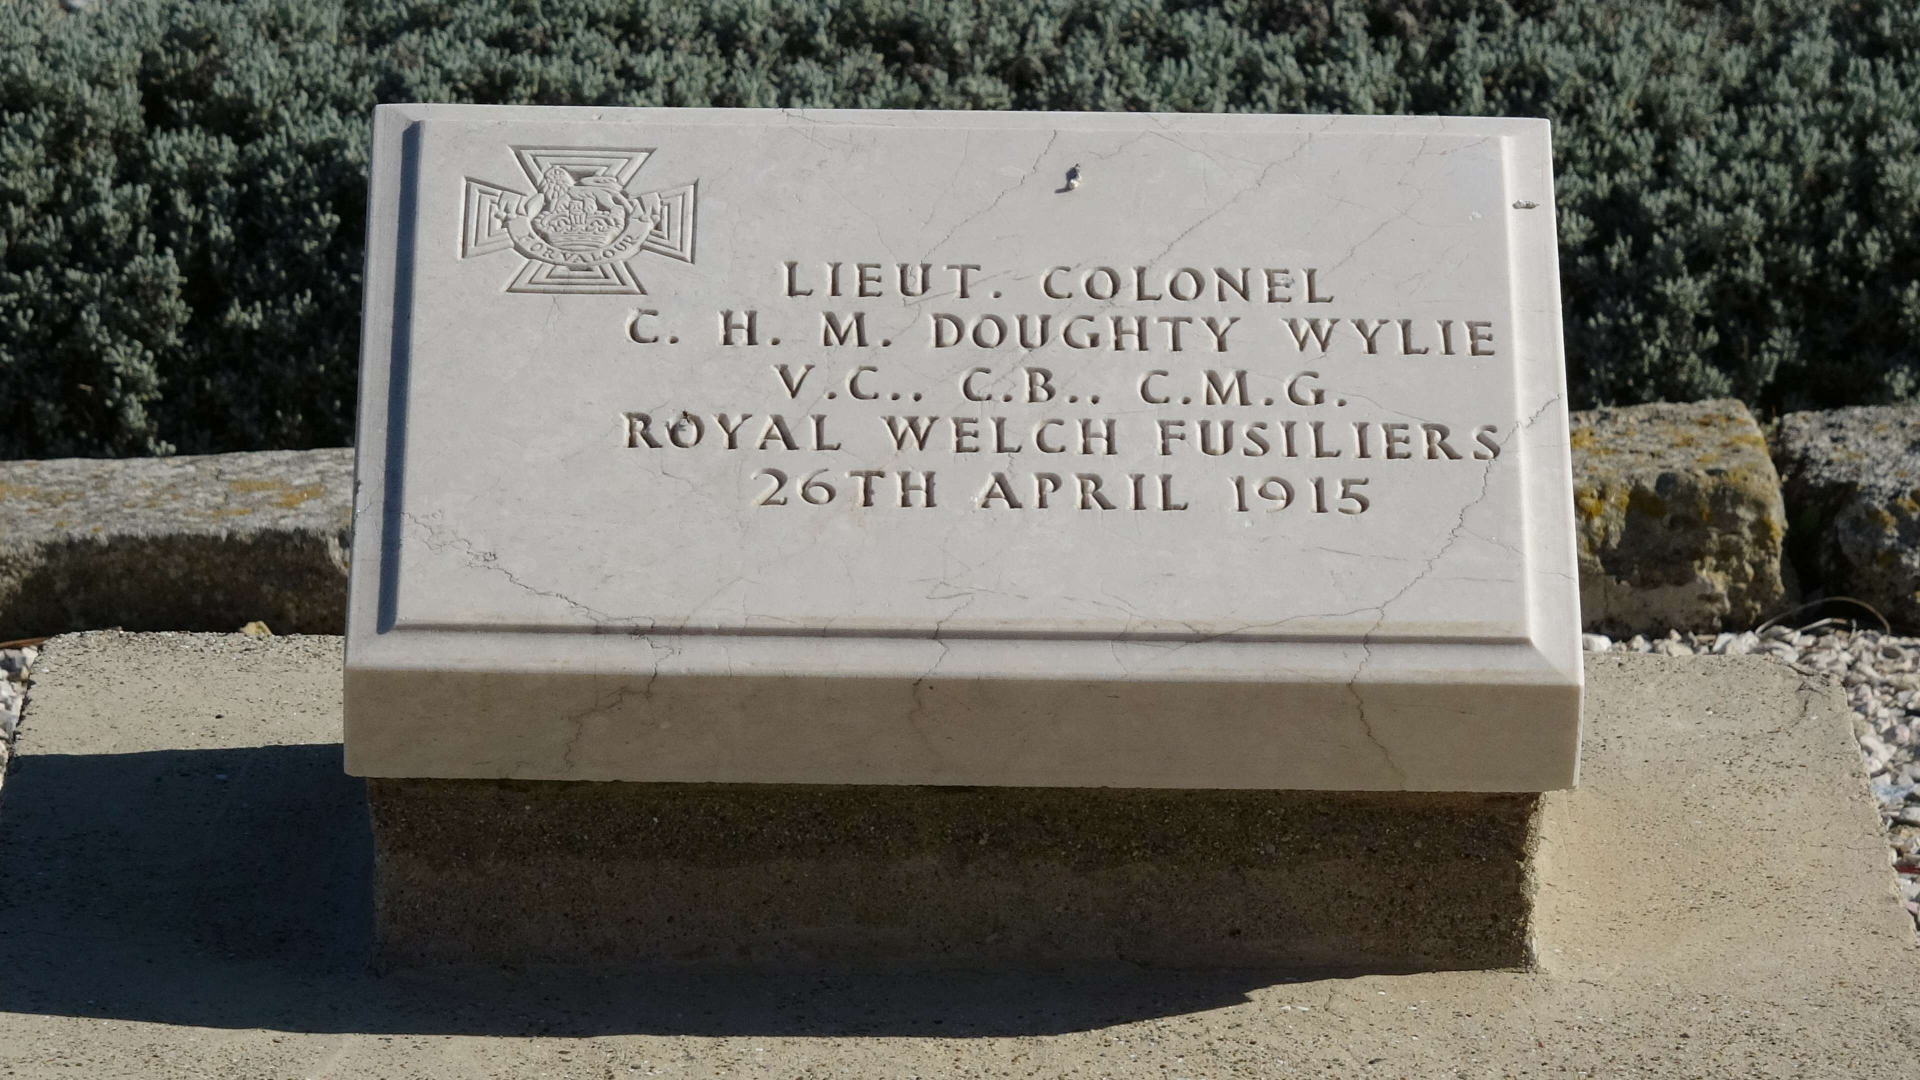 FOR VALOUR
LIEUT. COLONEL
C. H. M. DOUGHTY WYLIE
V.C.. C.B.. C.M.G.
ROYAL WELCH FUSILIERS
26TH APRIL 1915